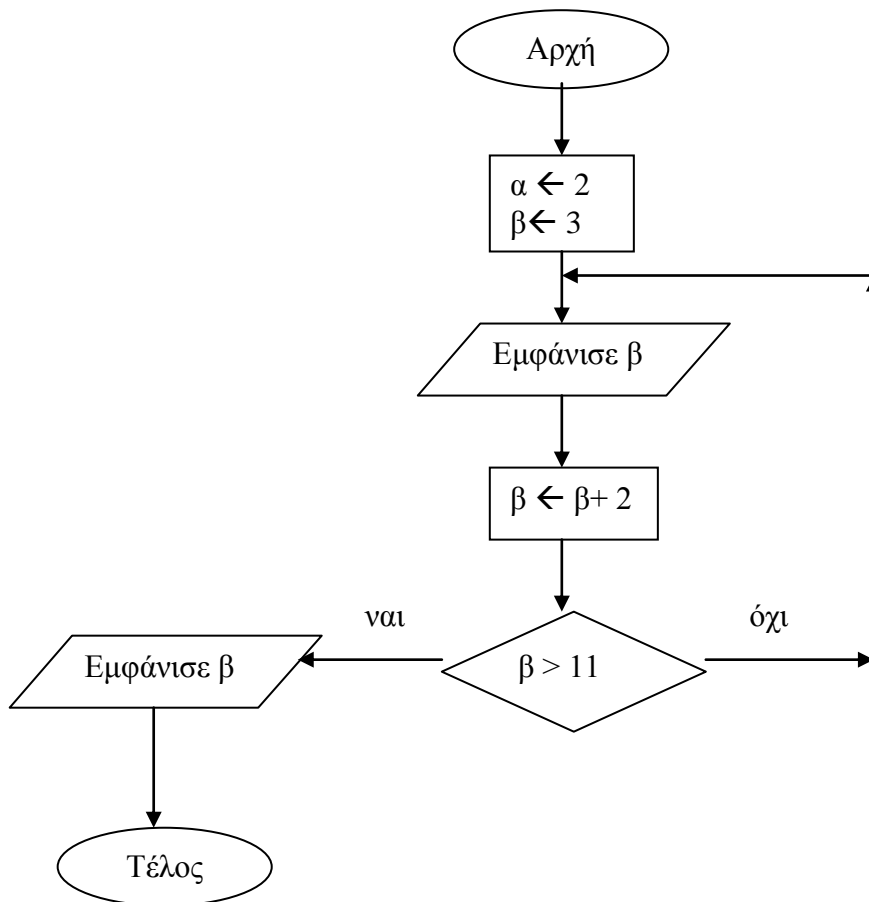 Αρχή
α ← 2
β← 3
Εμφάνισε β
β ← β+ 2
ναι
όχι
Εμφάνισε β
β > 11
Τέλος